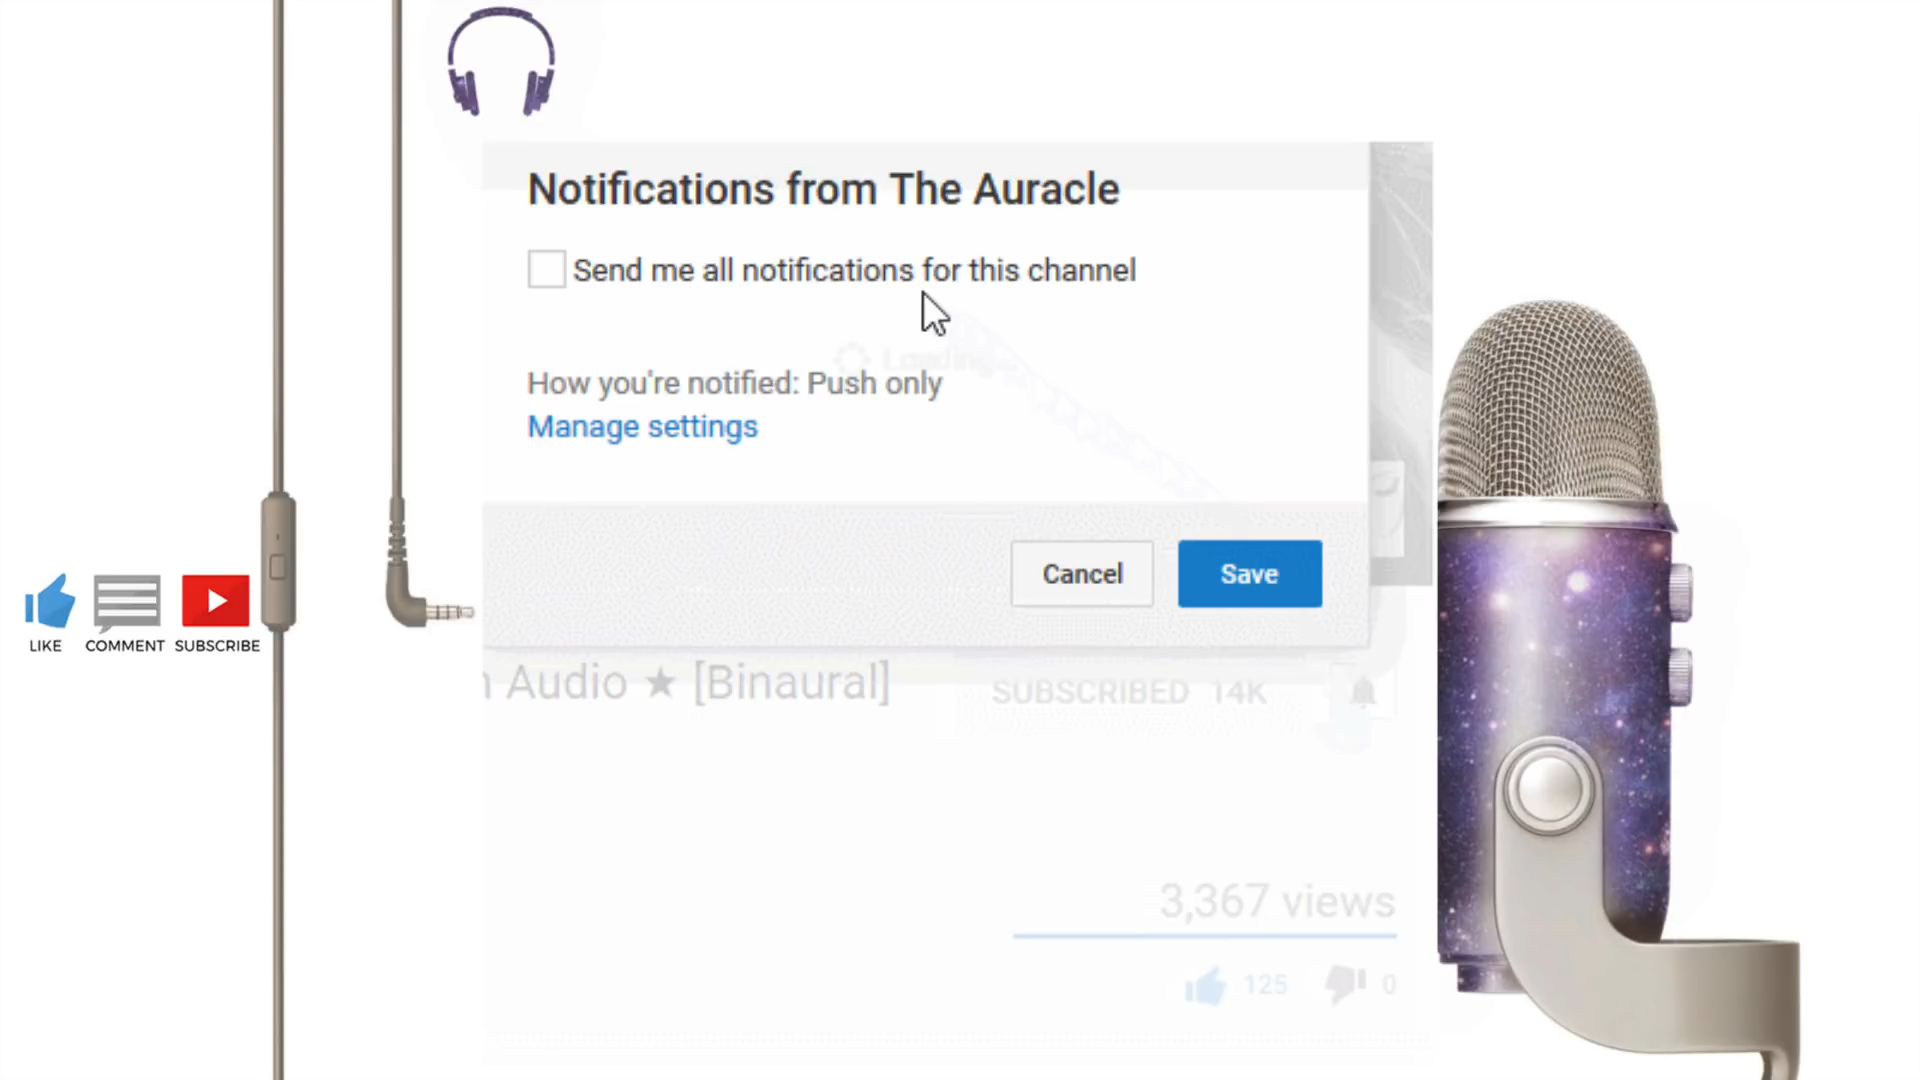 Notifications from The Auracle
Send me all notifications for this channel
Loading
How you're notified: Push only
Manage settings
Cancel
Save
LIKE
COMMENT
SUBSCRIBE
Audio ★ [Binaural]
SUBSCRIBED 14K
3,367 views
125
0